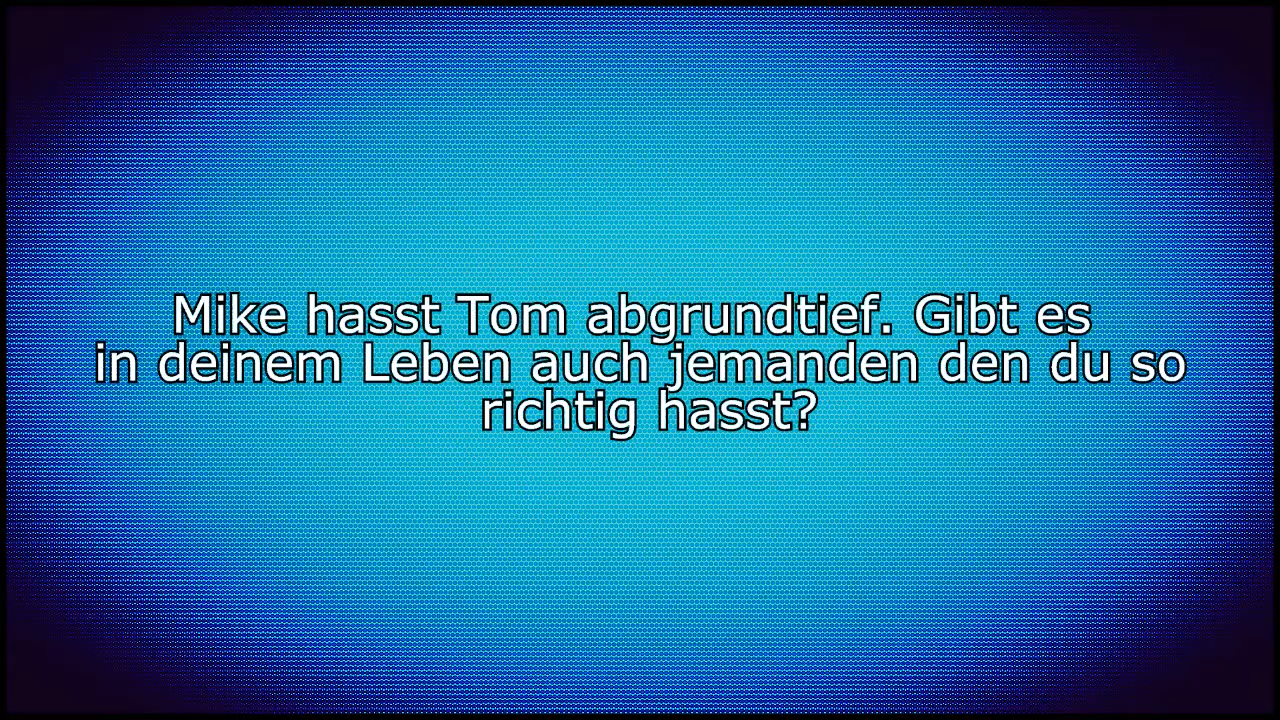 Mike hasst Tom abgrundtief. Gibt es
in deinem Leben auch jemanden den du so
richtig hasst?